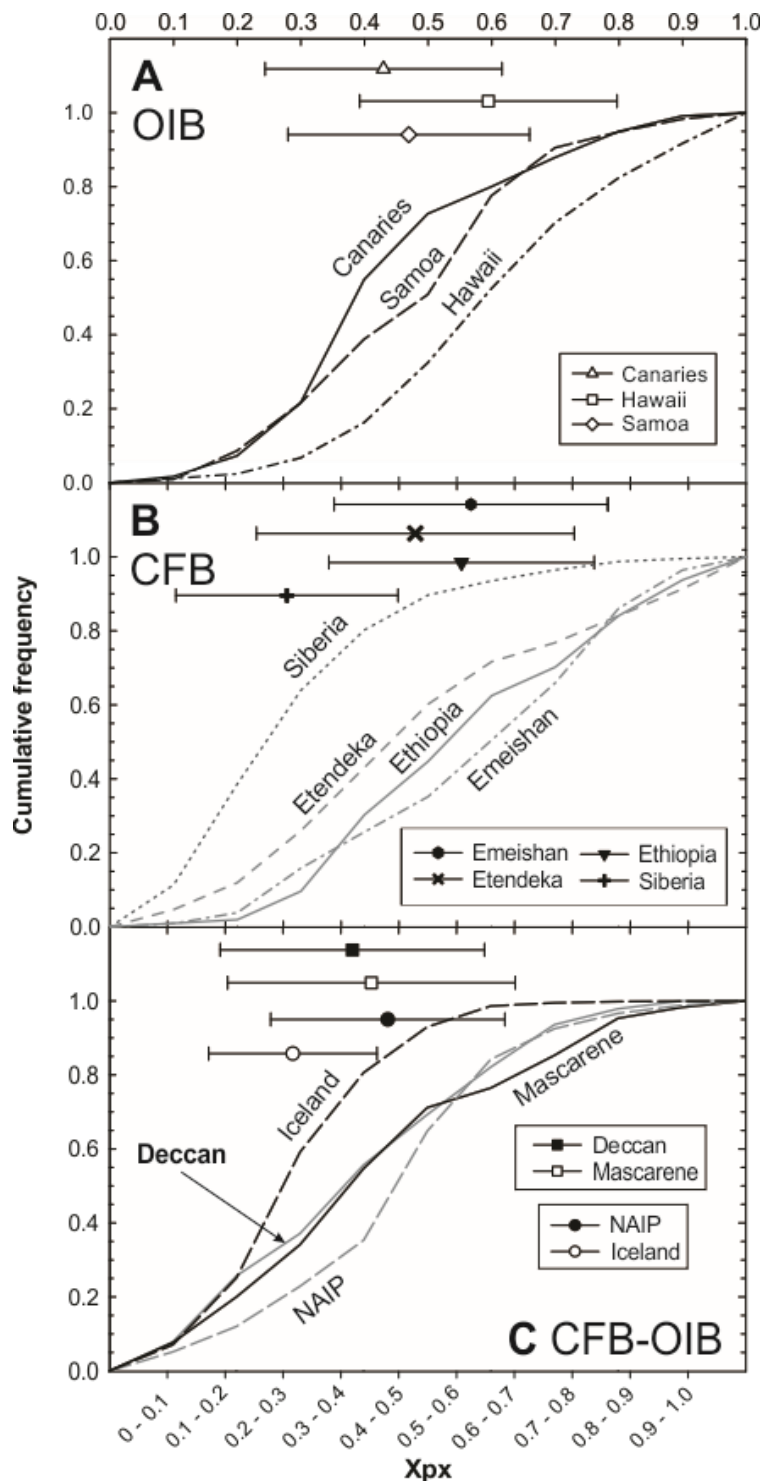 0.0 0.1 0.2 0.3 0.4 0.5 0.6 0.7 0.8 0.9 1.0
A
OIB
1.0
0.8
0.6
0.4
0.2
0.0
Canaries
Samoa
Hawaii
Canaries
Hawaii
Samoa
B
CFB
1.0
0.8
0.6
0.4
0.2
0.0
Cumulative frequency
Siberia
Etendeka
Ethiopia
Emeishan
Emeishan Ethiopia
Etendeka Siberia
1.0
0.8
0.6
0.4
0.2
0.0
Iceland
Mascarene
Deccan
NAIP
Deccan
Mascarene
NAIP
Iceland
C CFB-OIB
0 - 0.1 0.1 - 0.2 0.2 - 0.3 0.3 - 0.4 0.4 - 0.5 0.5 - 0.6 0.6 - 0.7 0.7 - 0.8 0.8 - 0.9 0.9 - 1.0
Xpx